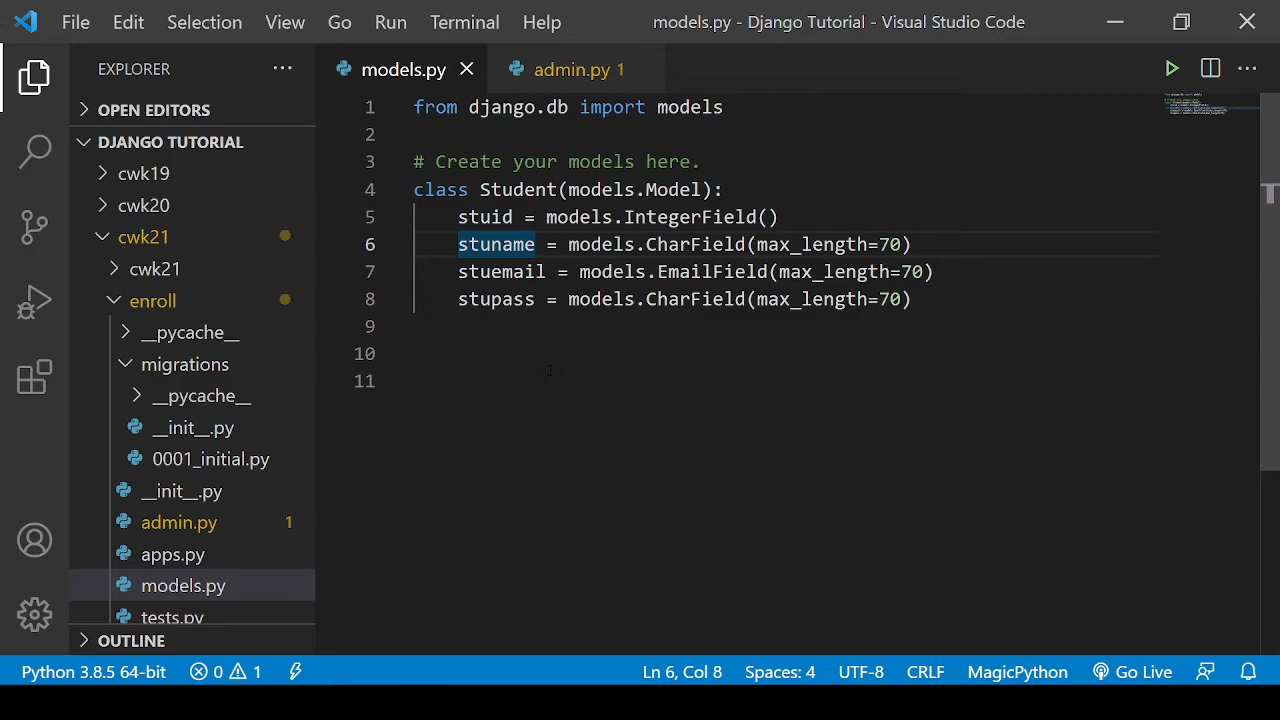 File Edit Selection View Go Run Terminal Help models.py - Django Tutorial - Visual Studio Code
EXPLORER
OPEN EDITORS
DJANGO TUTORIAL
cwk19
cwk20
cwk21
cwk21
enroll
__pycache__
migrations
__pycache__
__init__.py
0001_initial.py
__init__.py
admin.py 1
apps.py
models.py
tests.py
OUTLINE
models.py admin.py 1
1 from django.db import models
2
3 # Create your models here.
4 class Student(models.Model):
5 stuid = models.IntegerField()
6 stuname = models.CharField(max_length=70)
7 stuemail = models.EmailField(max_length=70)
8 stupass = models.CharField(max_length=70)
9
10
11
Python 3.8.5 64-bit 0 1 Ln 6, Col 8 Spaces: 4 UTF-8 CRLF MagicPython Go Live